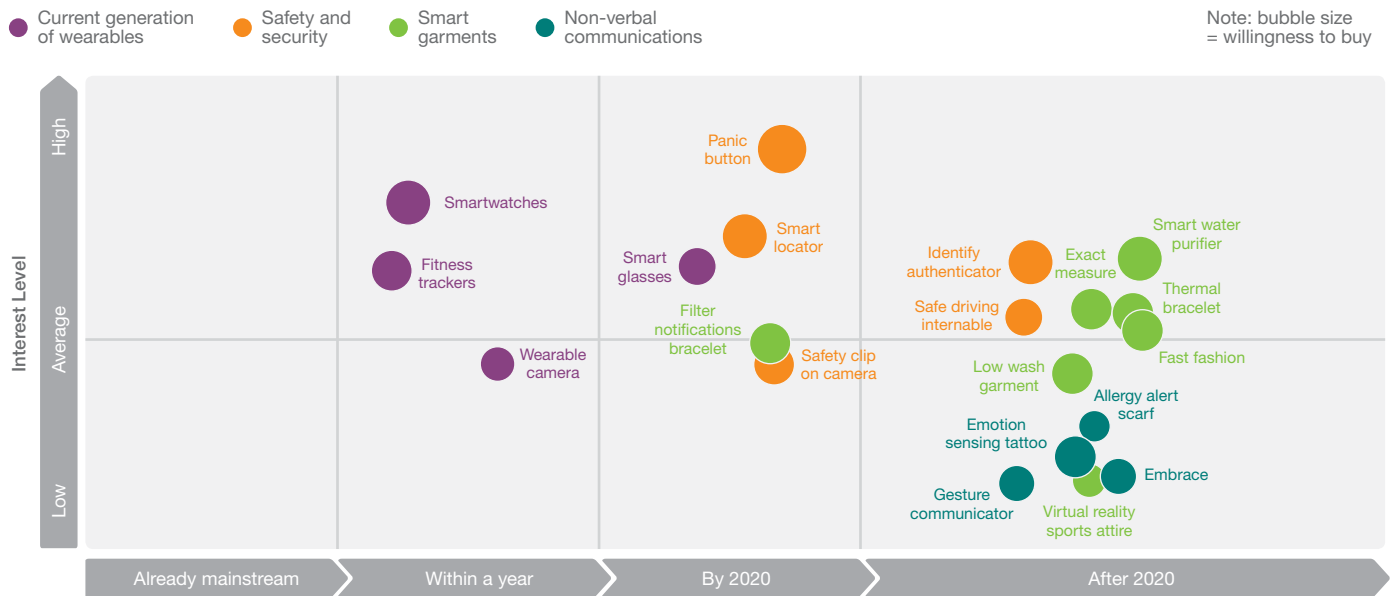 Current generation
of wearables
Safety and
security
Smart
garments
Non-verbal
communications
Note: bubble size
= willingness to buy
Interest Level
High
Average
Low
Panic
button
Smartwatches
Smart
locator
Smart
glasses
Fitness
trackers
Smart water
purifier
Identify
authenticator
Exact
measure
Thermal
bracelet
Safe driving
internable
Filter
notifications
bracelet
Fast fashion
Wearable
camera
Safety clip
on camera
Low wash
garment
Allergy alert
scarf
Emotion
sensing tattoo
Embrace
Gesture
communicator
Virtual reality
sports attire
Already mainstream
Within a year
By 2020
After 2020